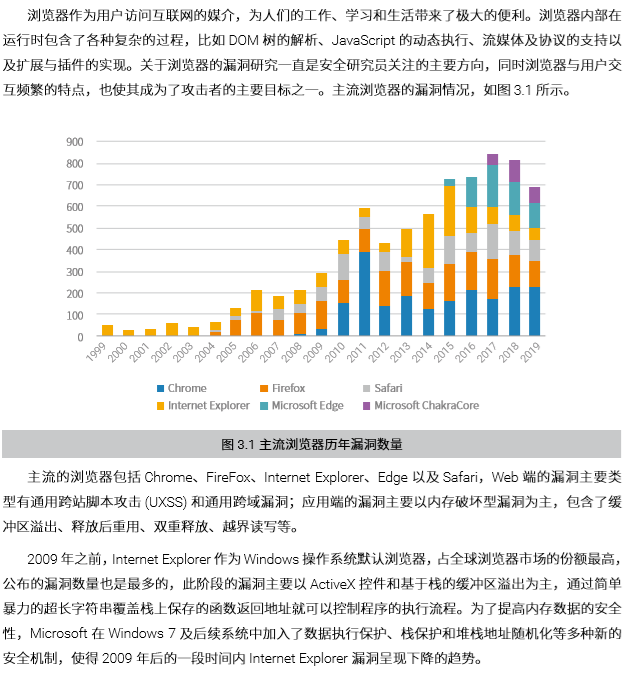 浏览器作为用户访问互联网的媒介，为人们的工作、学习和生活带来了极大的便利。浏览器内部在
运行时包含了各种复杂的过程，比如 DOM 树的解析、JavaScript 的动态执行、流媒体及协议的支持以
及扩展与插件的实现。关于浏览器的漏洞研究一直是安全研究员关注的主要方向，同时浏览器与用户交
互频繁的特点，也使其成为了攻击者的主要目标之一。主流浏览器的漏洞情况，如图 3.1 所示。
900
800
700
600
500
400
300
200
100
0
1999 2000 2001 2002 2003 2004 2005 2006 2007 2008 2009 2010 2011 2012 2013 2014 2015 2016 2017 2018 2019
Chrome Firefox Safari
Internet Explorer Microsoft Edge Microsoft ChakraCore
图 3.1 主流浏览器历年漏洞数量
主流的浏览器包括 Chrome、FireFox、Internet Explorer、Edge 以及 Safari，Web 端的漏洞主要类
型有通用跨站脚本攻击 (UXSS) 和通用跨域漏洞；应用端的漏洞主要以内存破坏型漏洞为主，包含了缓
冲区溢出、释放后重用、双重释放、越界读写等。
2009 年之前，Internet Explorer 作为 Windows 操作系统默认浏览器，占全球浏览器市场的份额最高，
公布的漏洞数量也是最多的，此阶段的漏洞主要以 ActiveX 控件和基于栈的缓冲区溢出为主，通过简单
暴力的超长字符串覆盖栈上保存的函数返回地址就可以控制程序的执行流程。为了提高内存数据的安全
性，Microsoft 在 Windows 7 及后续系统中加入了数据执行保护、栈保护和堆栈地址随机化等多种新的
安全机制，使得 2009 年后的一段时间内 Internet Explorer 漏洞呈现下降的趋势。